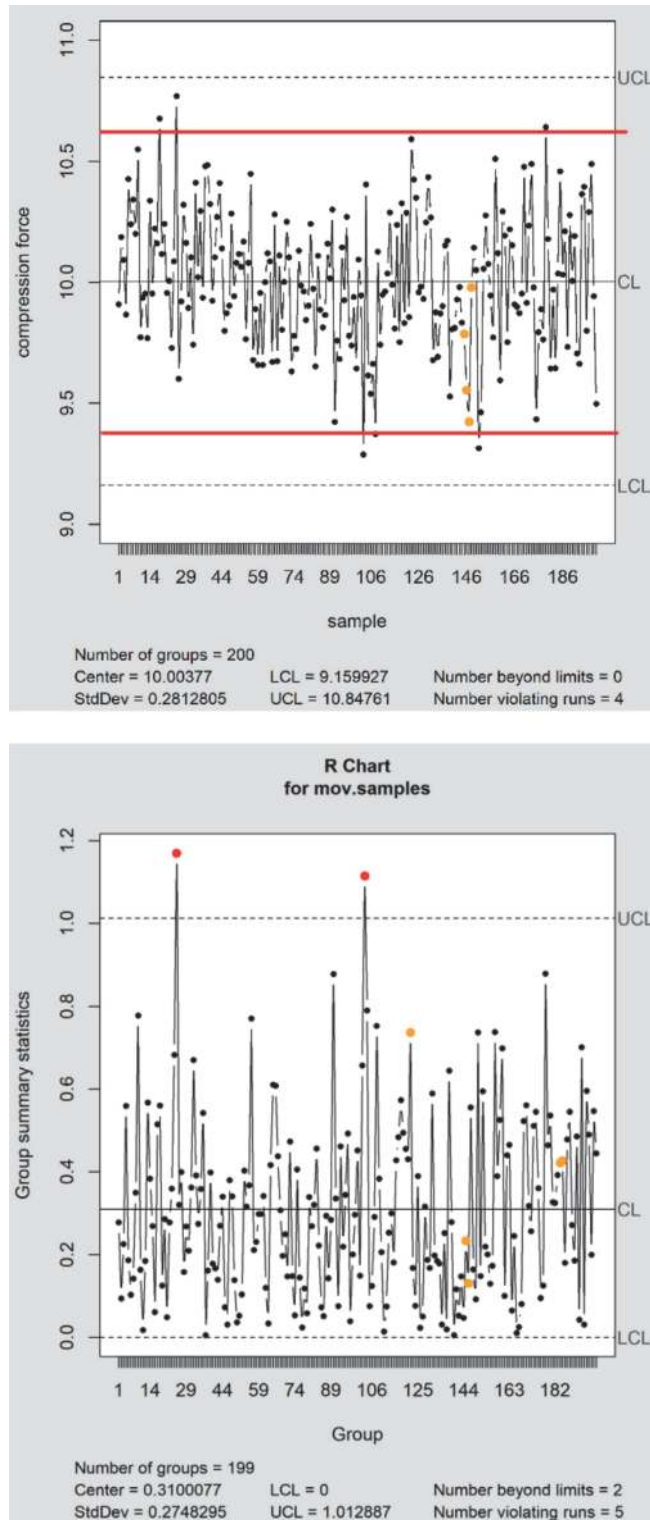 11.0
UCL
10.5
compression force
10.0
CL
9.5
LCL
9.0
1 14 29 44 59 74 89 106 126 146 166 186
sample
Number of groups = 200
Center = 10.00377 LCL = 9.159927 Number beyond limits = 0
StdDev = 0.2812805 UCL = 10.84761 Number violating runs = 4
R Chart
for mov.samples
1.2
1.0
UCL
0.8
Group summary statistics
0.6
0.4
CL
0.2
0.0
LCL
1 14 29 44 59 74 89 106 125 144 163 182
Group
Number of groups = 199
Center = 0.3100077 LCL = 0 Number beyond limits = 2
StdDev = 0.2748295 UCL = 1.012887 Number violating runs = 5